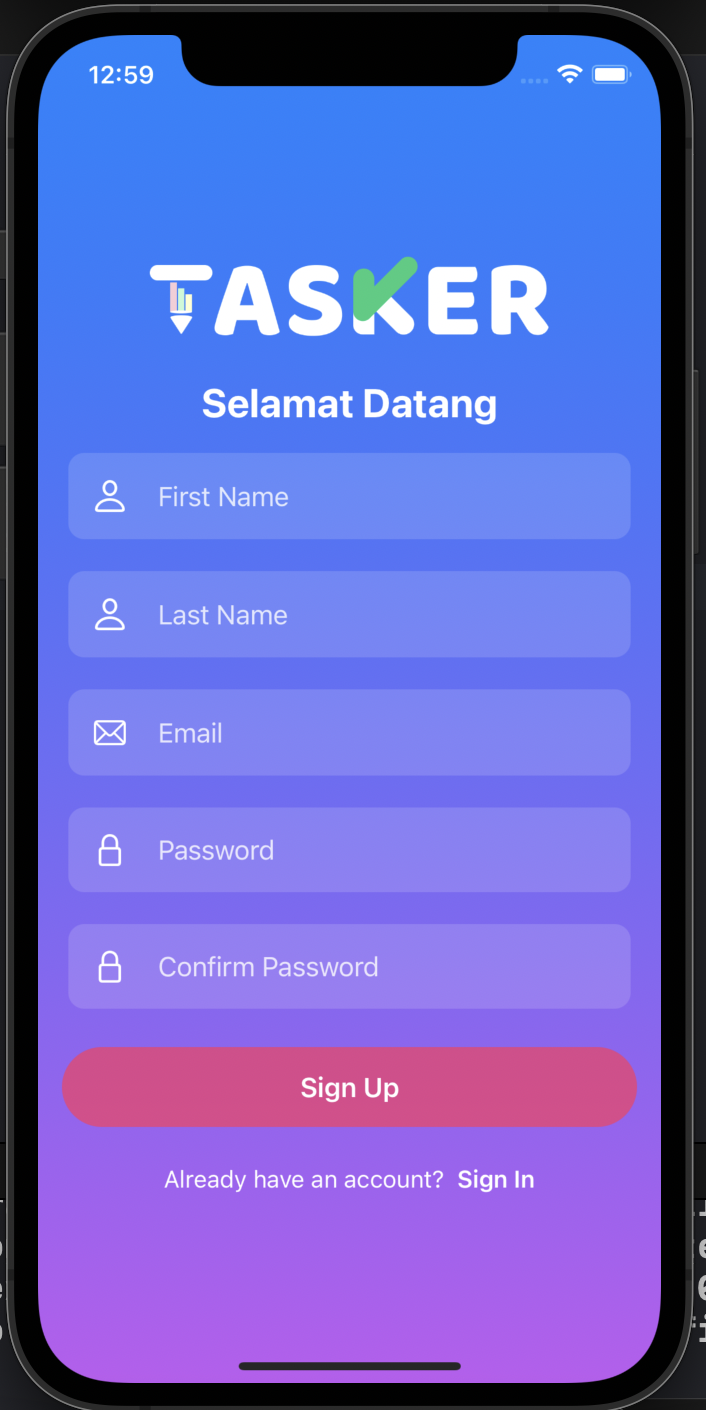 12:59
TASKER
Selamat Datang
First Name
Last Name
Email
Password
Confirm Password
Sign Up
Already have an account? Sign In